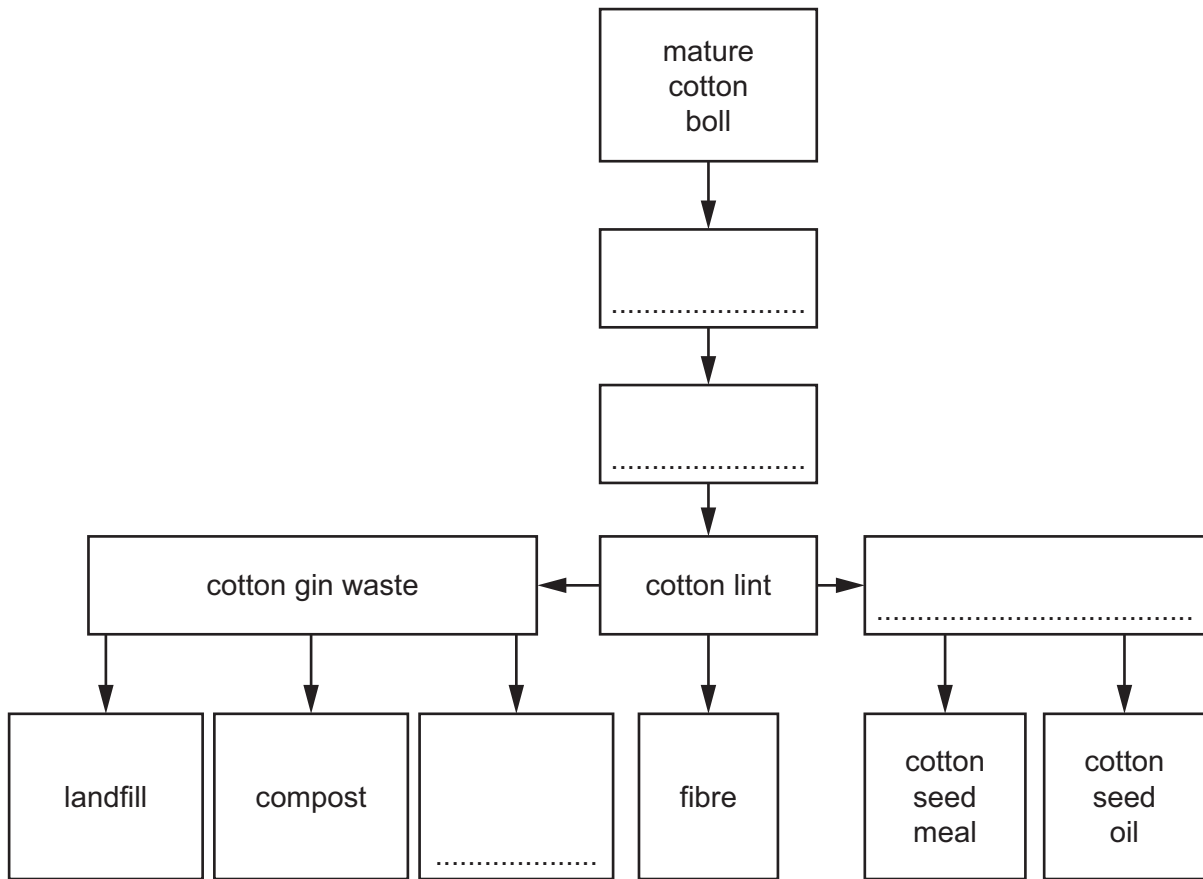 mature
cotton
boll
........................
........................
cotton gin waste
cotton lint
.......................................
landfill
compost
....................
fibre
cotton
seed
meal
cotton
seed
oil